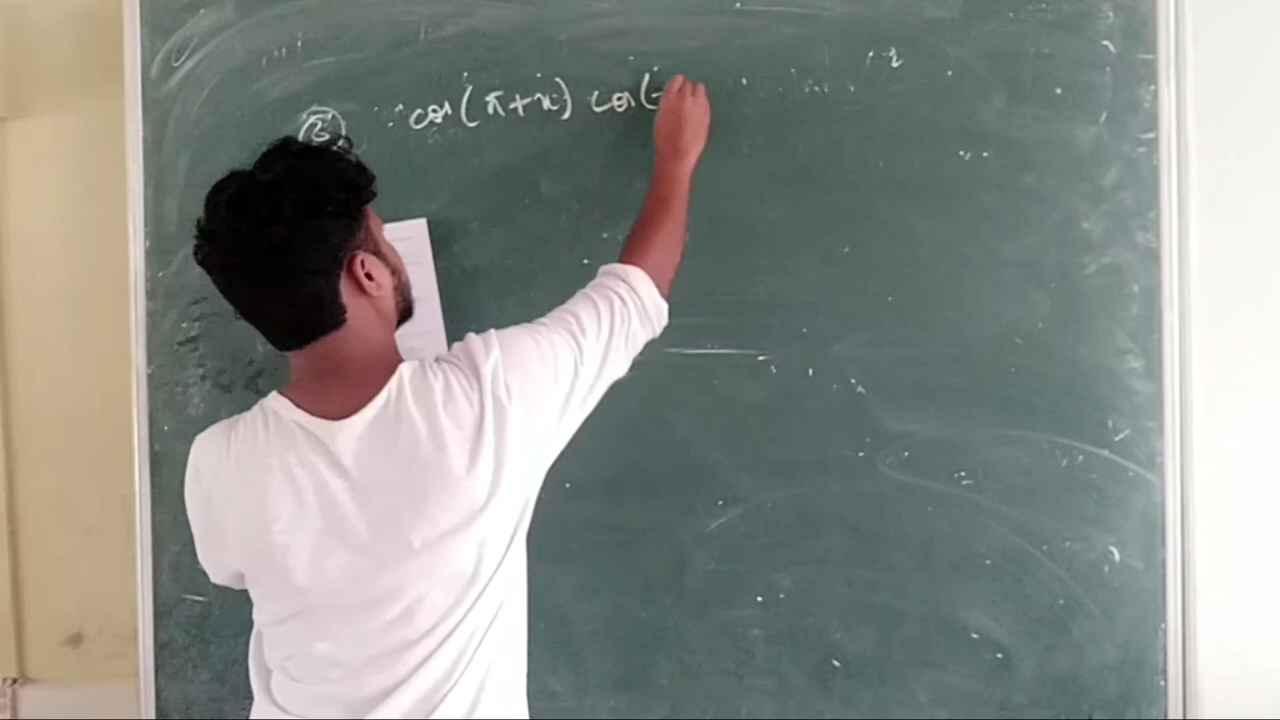 ③ cos(π+x) cos(-